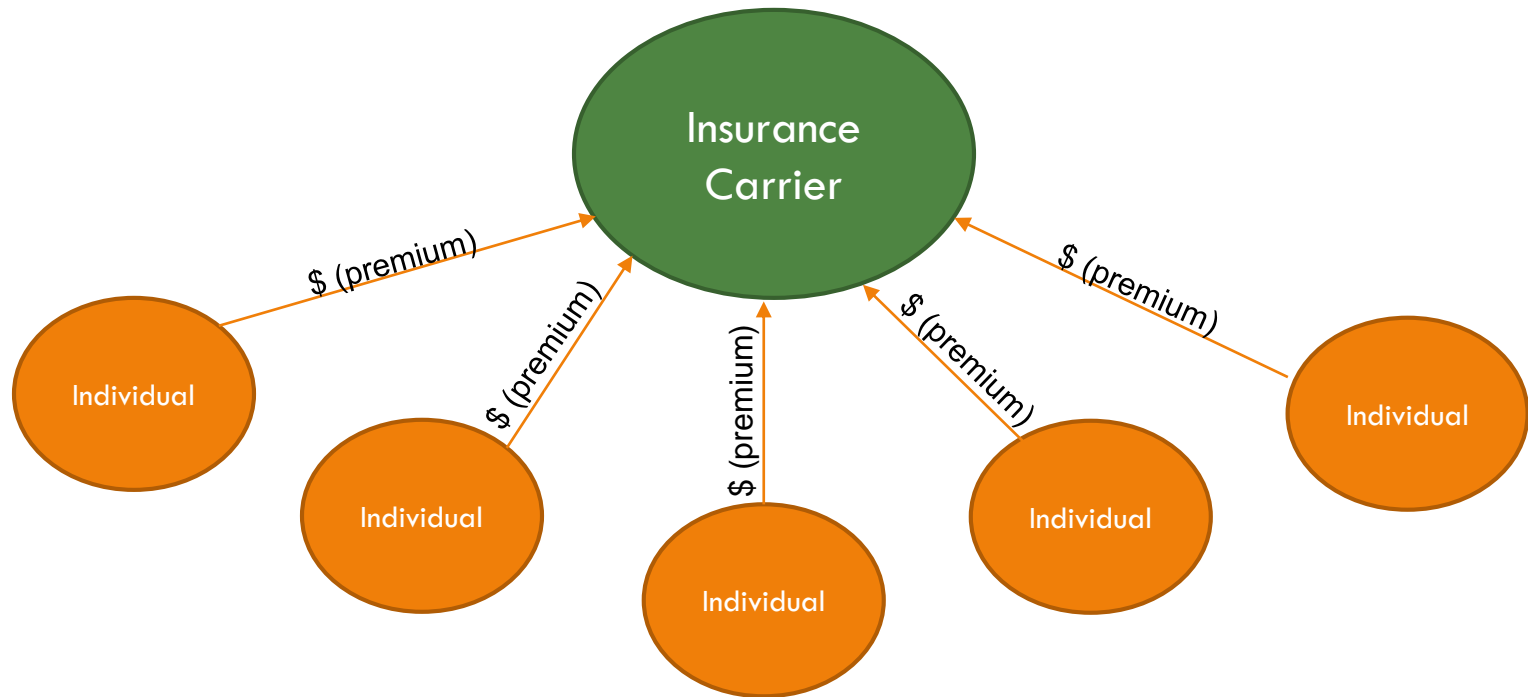 Insurance
Carrier
$ (premium)
$ (premium)
$ (premium)
$ (premium)
$ (premium)
Individual
Individual
Individual
Individual
Individual